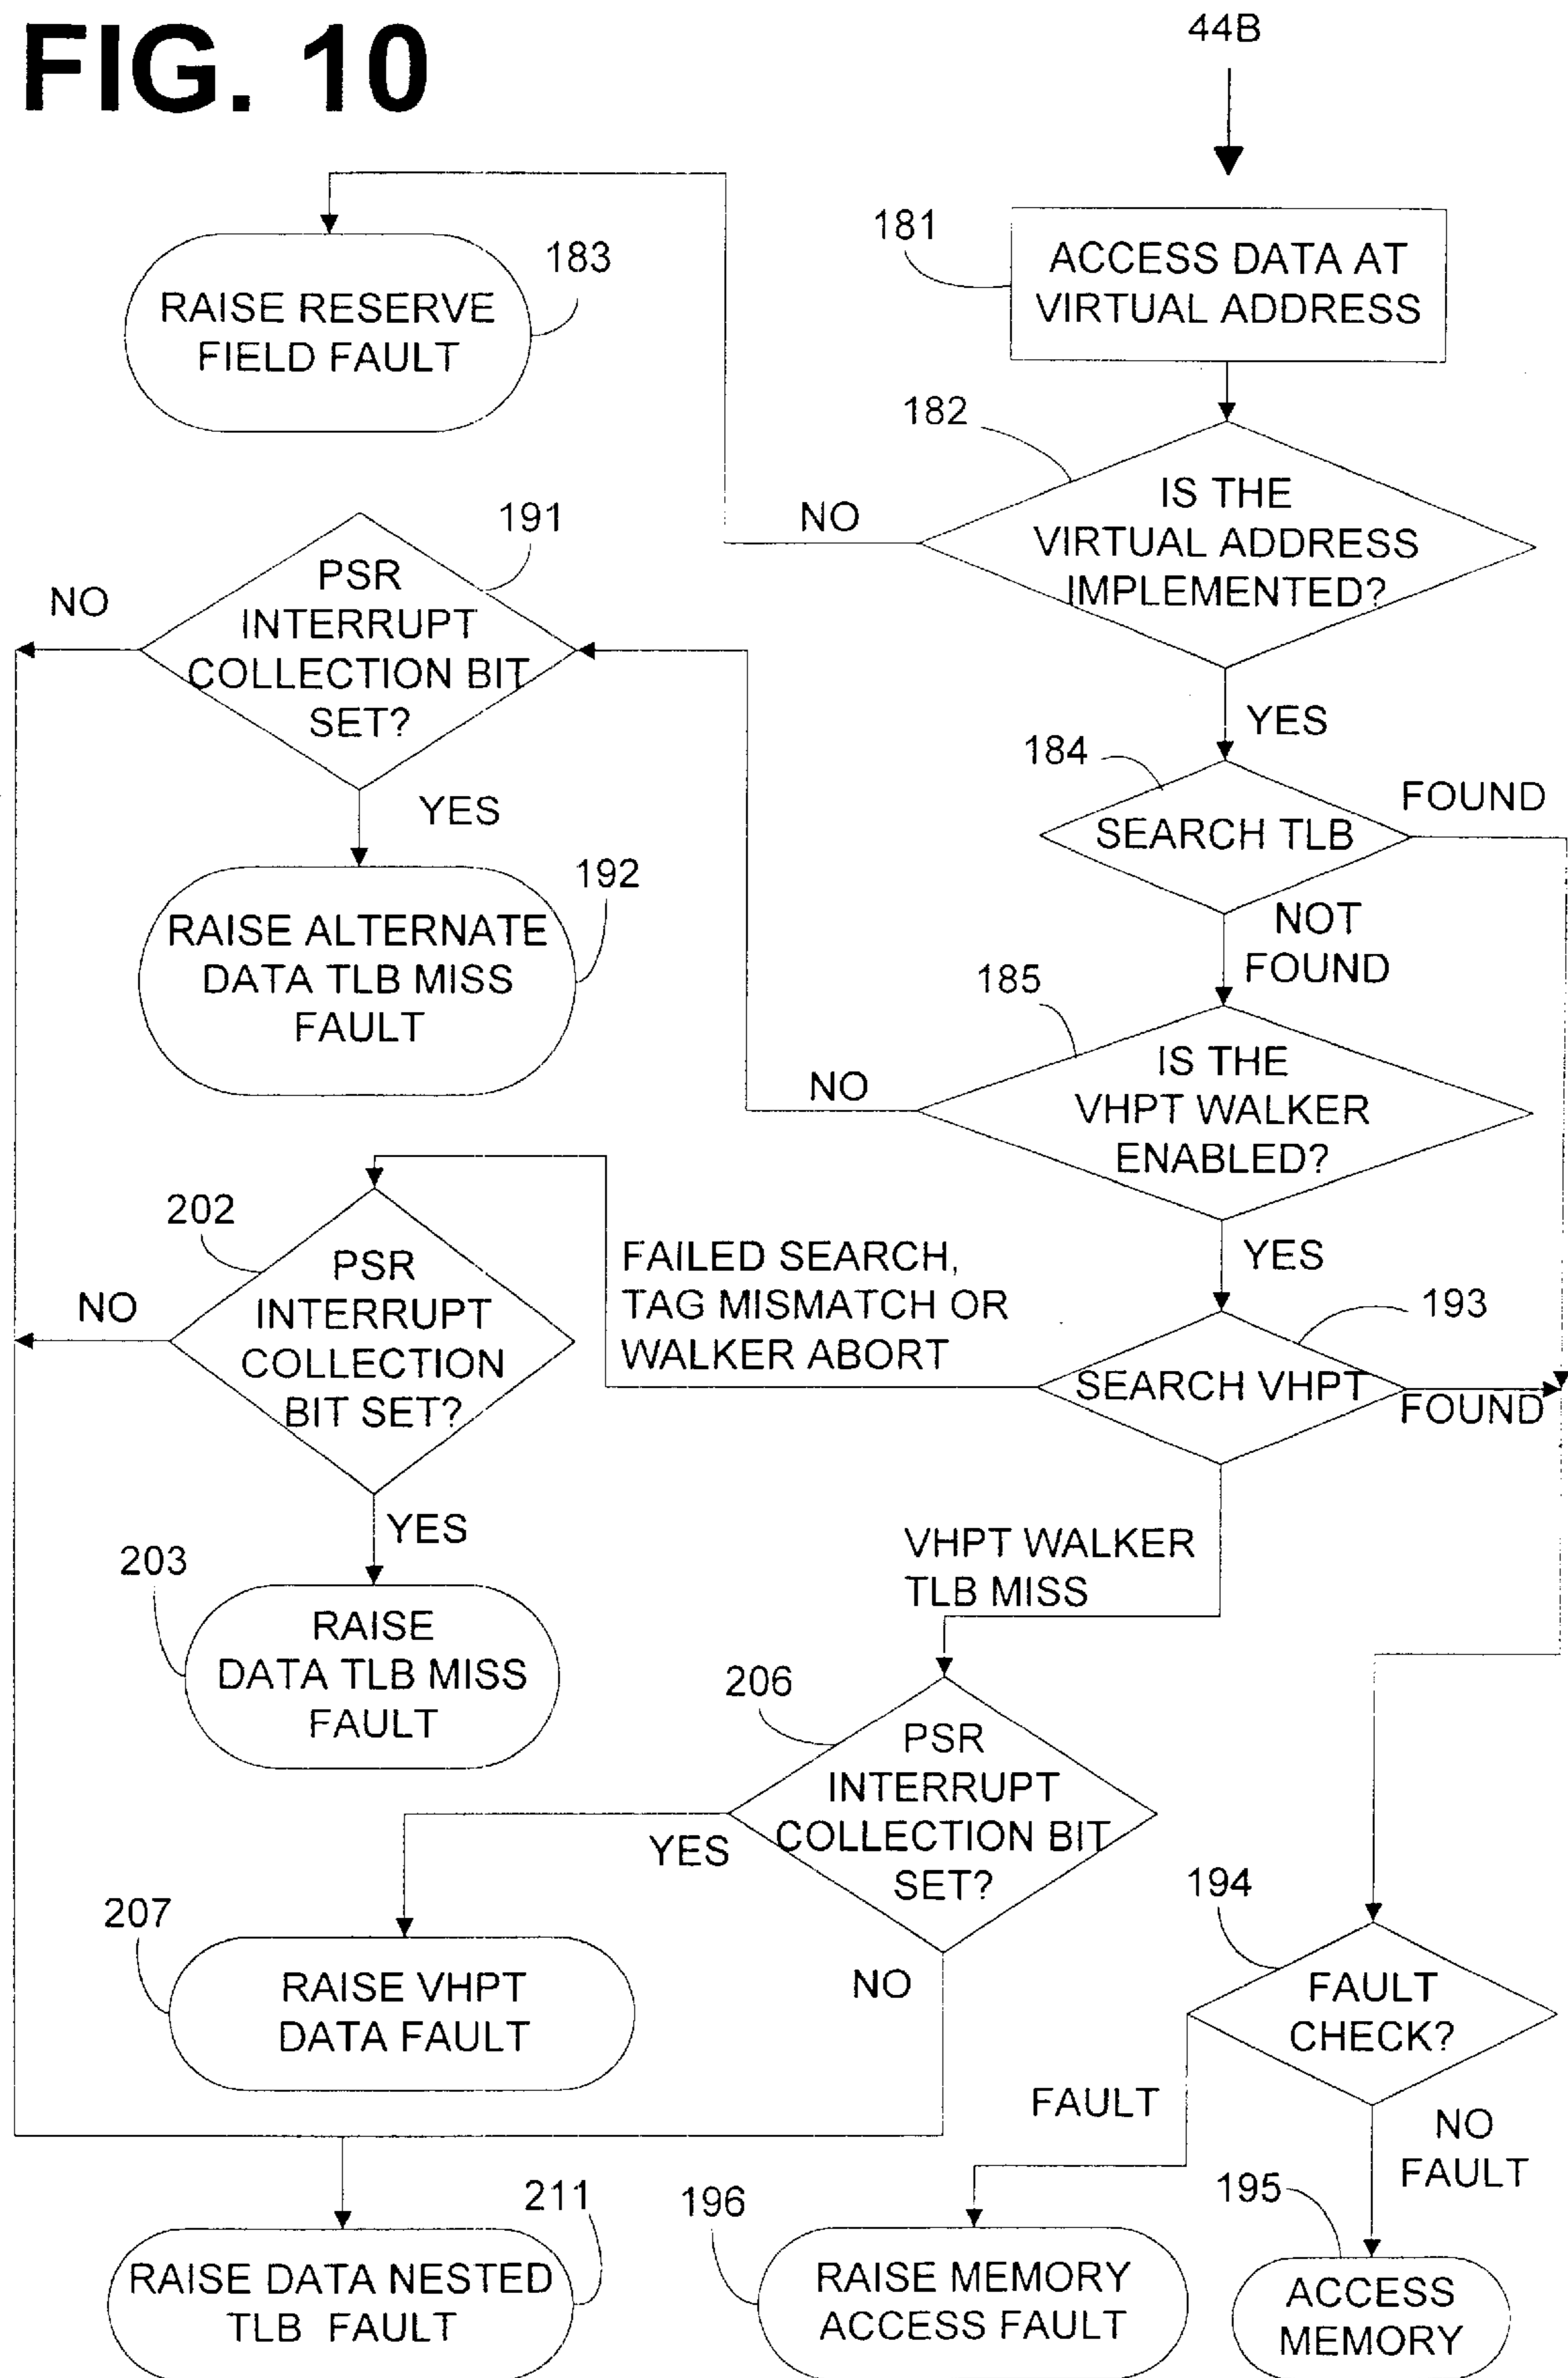 FIG. 10
44B
181
ACCESS DATA AT
VIRTUAL ADDRESS
183
RAISE RESERVE
FIELD FAULT
182
IS THE
VIRTUAL ADDRESS
IMPLEMENTED?
NO
YES
191
PSR
INTERRUPT
COLLECTION BIT
SET?
NO
YES
184
SEARCH TLB
FOUND
NOT
FOUND
192
RAISE ALTERNATE
DATA TLB MISS
FAULT
185
IS THE
VHPT WALKER
ENABLED?
NO
YES
202
PSR
INTERRUPT
COLLECTION
BIT SET?
NO
YES
FAILED SEARCH,
TAG MISMATCH OR
WALKER ABORT
193
SEARCH VHPT
FOUND
203
RAISE
DATA TLB MISS
FAULT
VHPT WALKER
TLB MISS
206
PSR
INTERRUPT
COLLECTION BIT
SET?
YES
NO
207
RAISE VHPT
DATA FAULT
194
FAULT
CHECK?
FAULT
NO
FAULT
211
RAISE DATA NESTED
TLB FAULT
196
RAISE MEMORY
ACCESS FAULT
195
ACCESS
MEMORY